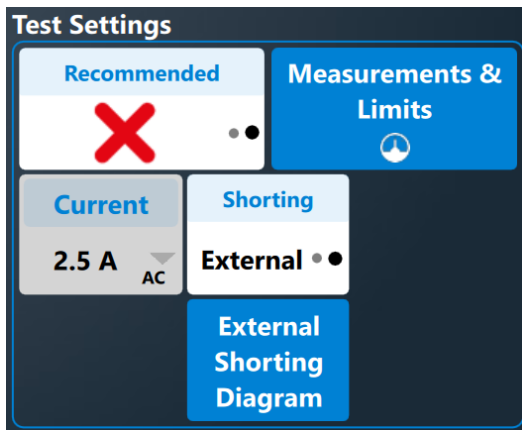 Test Settings
Recommended
Measurements &
Limits
Current
2.5 A
AC
Shorting
External
External
Shorting
Diagram